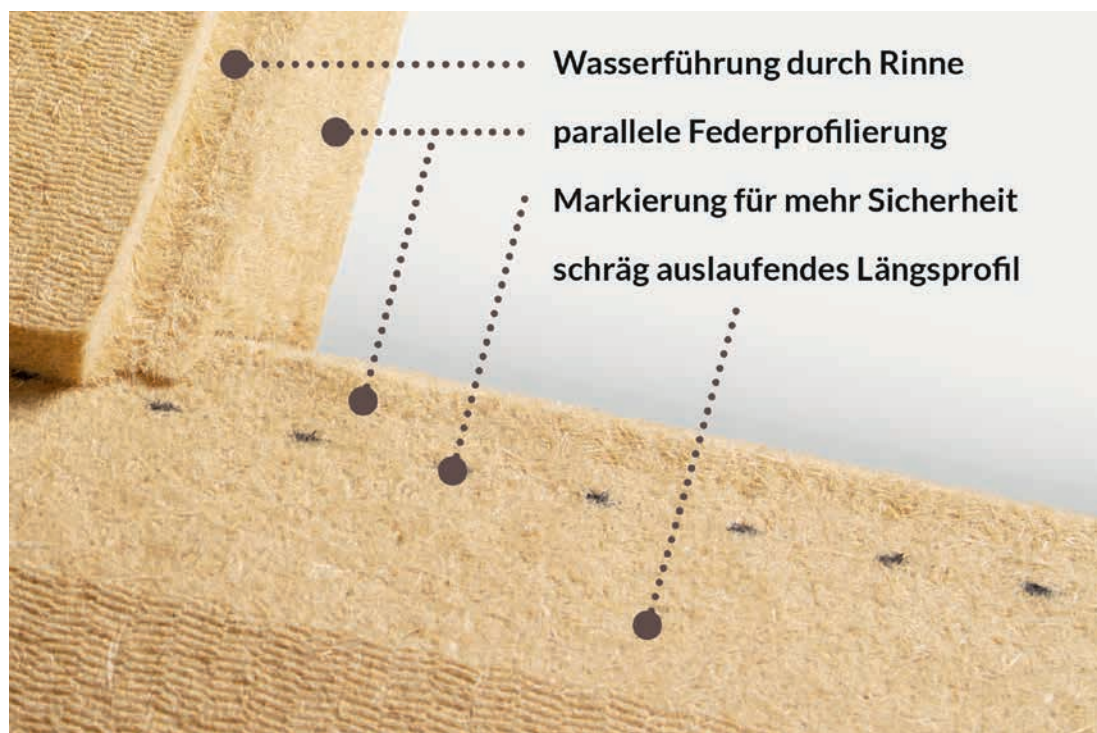 Wasserführung durch Rinne
parallele Federprofilierung
Markierung für mehr Sicherheit
schräg auslaufendes Längsprofil